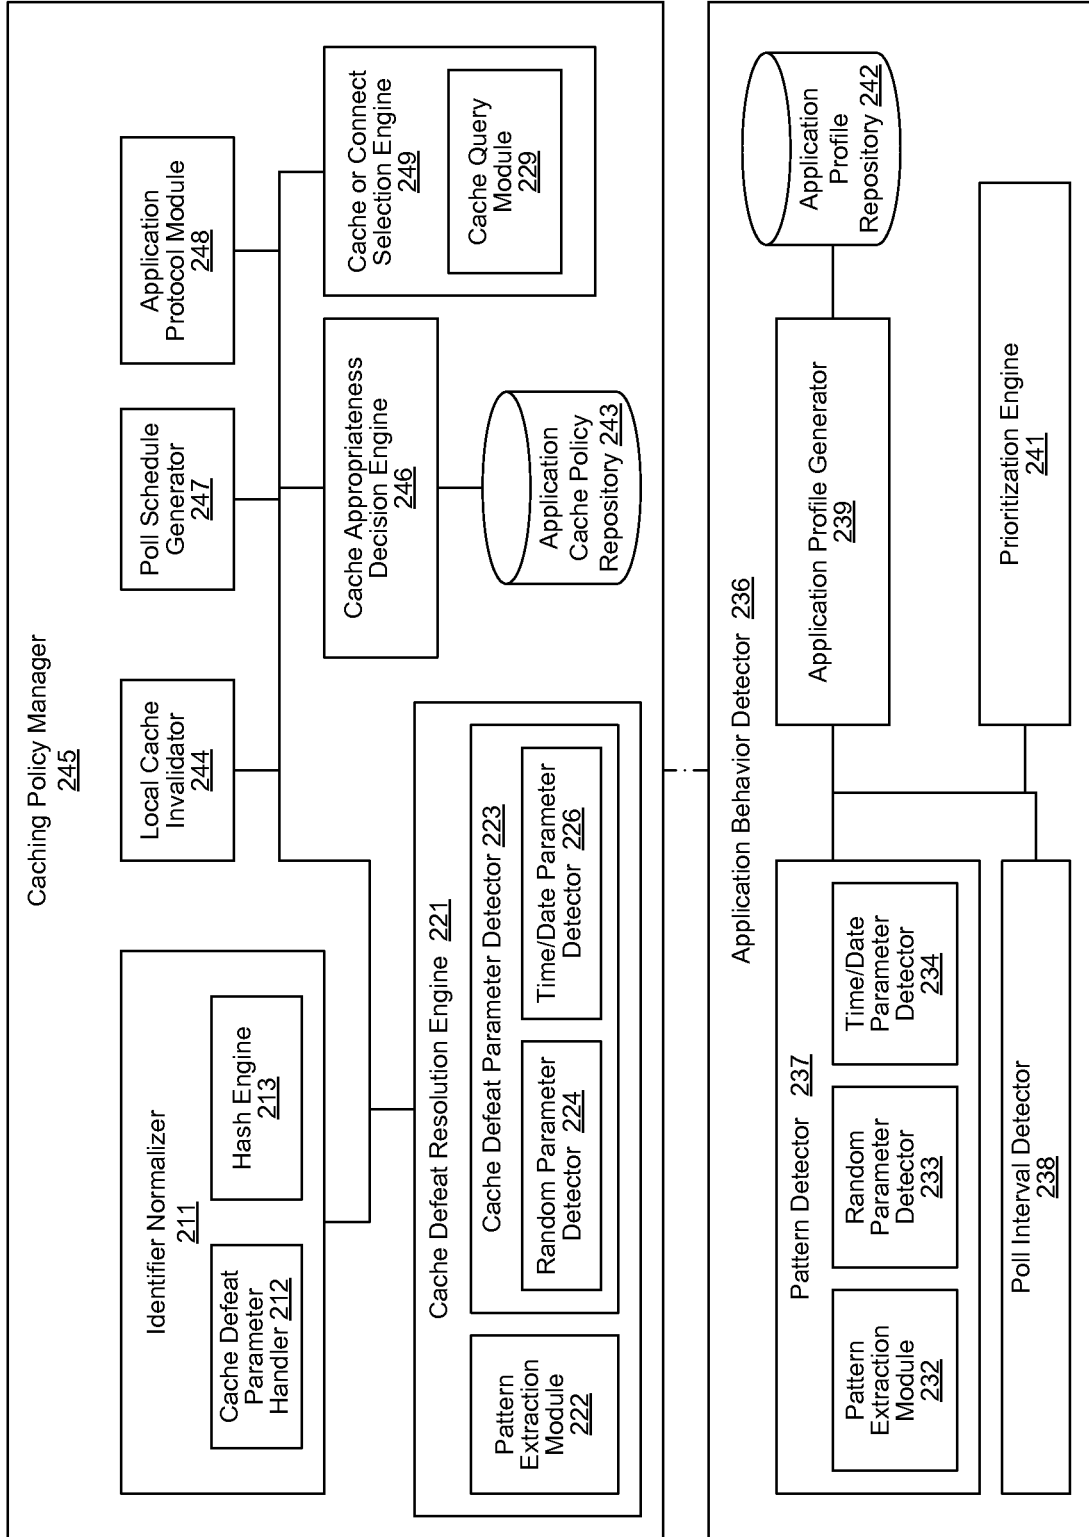 Caching Policy Manager
245
Identifier Normalizer
211
Cache Defeat
Parameter
Handler 212
Hash Engine
213
Local Cache
Invalidator
244
Poll Schedule
Generator
247
Application
Protocol Module
248
Cache Defeat Resolution Engine 221
Pattern
Extraction
Module
222
Cache Defeat Parameter Detector 223
Random Parameter
Detector 224
Time/Date Parameter
Detector 226
Cache Appropriateness
Decision Engine
246
Application
Cache Policy
Repository 243
Cache or Connect
Selection Engine
249
Cache Query
Module
229
Application Behavior Detector 236
Pattern Detector 237
Pattern
Extraction
Module
232
Random
Parameter
Detector
233
Time/Date
Parameter
Detector
234
Poll Interval Detector
238
Application Profile Generator
239
Application
Profile
Repository 242
Prioritization Engine
241